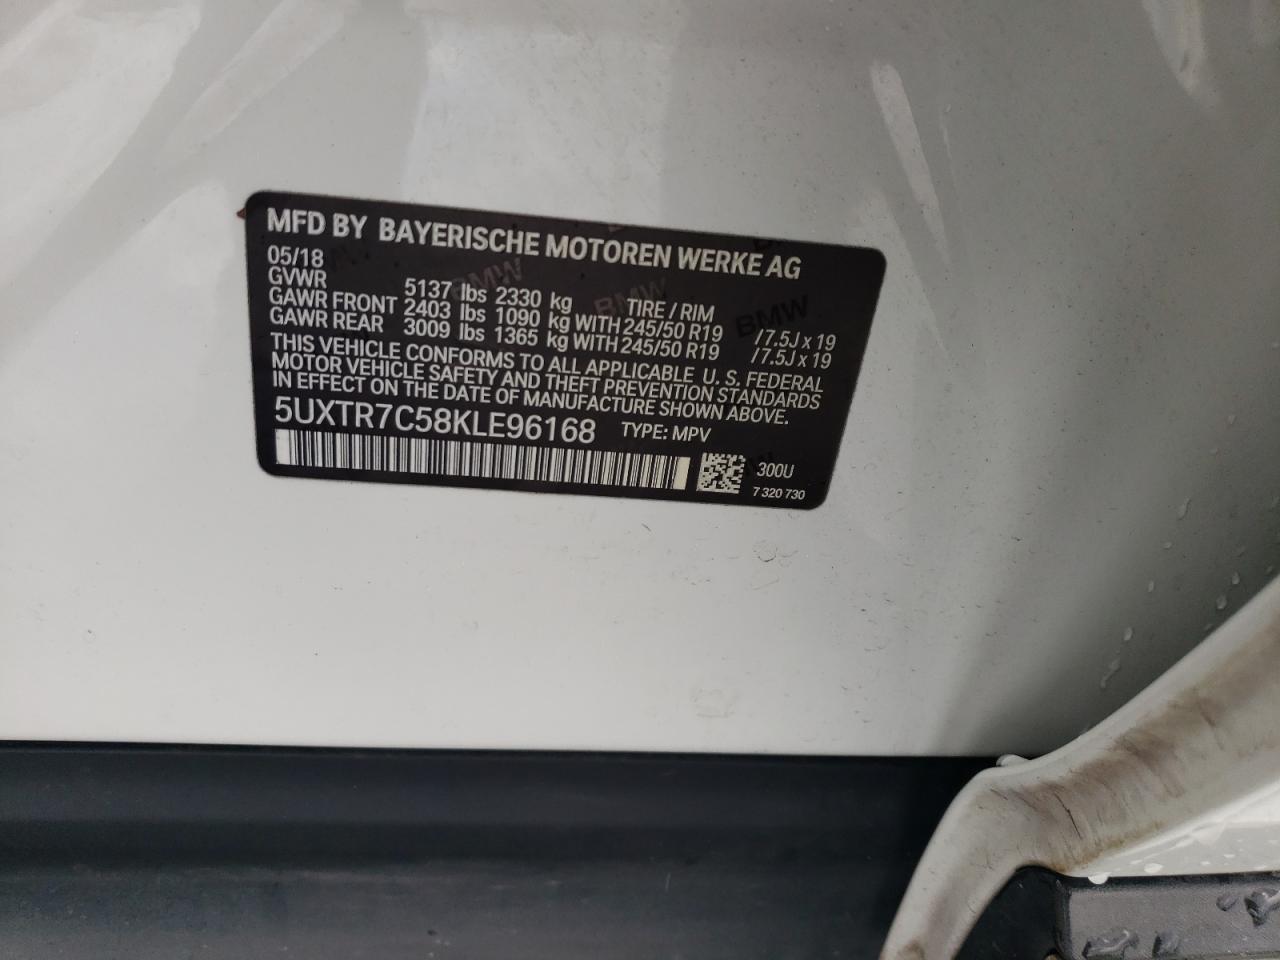 MFD BY BAYERISCHE MOTOREN WERKE AG
05/18
GVWR 5137 lbs 2330 kg TIRE / RIM
GAWR FRONT 2403 lbs 1090 kg WITH 245/50 R19 / 7.5J x 19
GAWR REAR 3009 lbs 1365 kg WITH 245/50 R19 / 7.5J x 19
THIS VEHICLE CONFORMS TO ALL APPLICABLE U. S. FEDERAL
MOTOR VEHICLE SAFETY AND THEFT PREVENTION STANDARDS
IN EFFECT ON THE DATE OF MANUFACTURE SHOWN ABOVE.
5UXTR7C58KLE96168 TYPE: MPV
300U
7 320 730